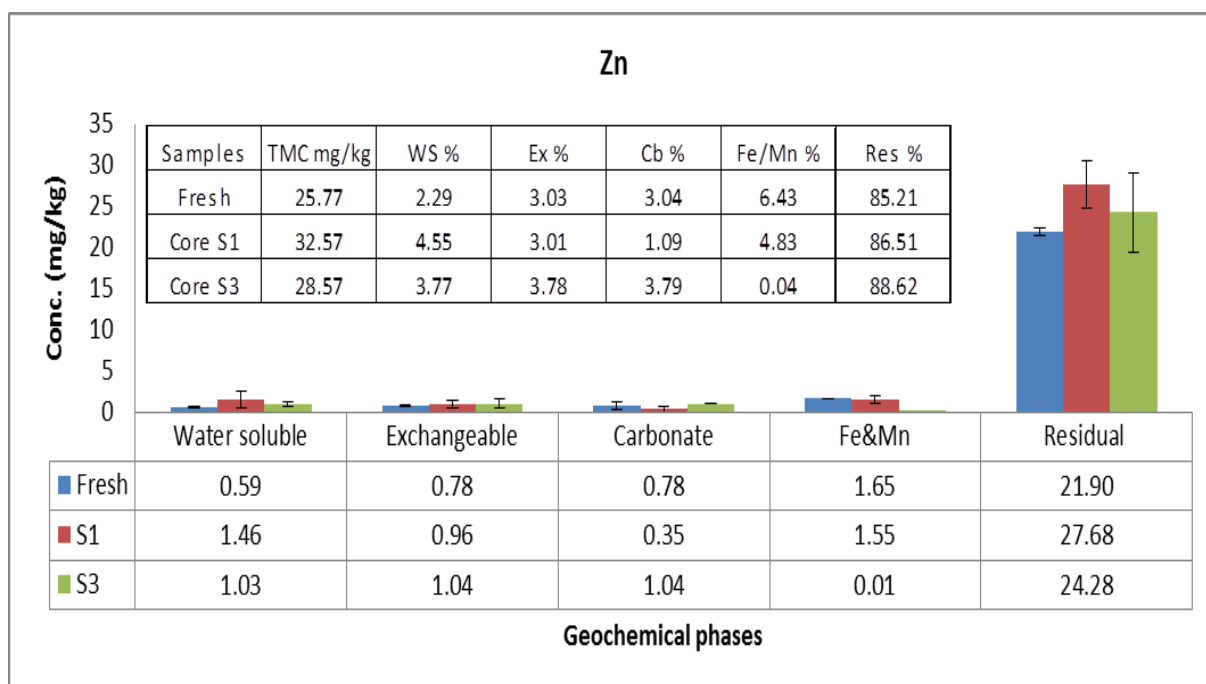 Zn
Conc. (mg/kg)
35
30
25
20
15
10
5
0
Samples TMC mg/kg WS % Ex % Cb % Fe/Mn % Res %
Fresh 25.77 2.29 3.03 3.04 6.43 85.21
Core S1 32.57 4.55 3.01 1.09 4.83 86.51
Core S3 28.57 3.77 3.78 3.79 0.04 88.62
Water soluble Exchangeable Carbonate Fe&Mn Residual
Fresh 0.59 0.78 0.78 1.65 21.90
S1 1.46 0.96 0.35 1.55 27.68
S3 1.03 1.04 1.04 0.01 24.28
Geochemical phases